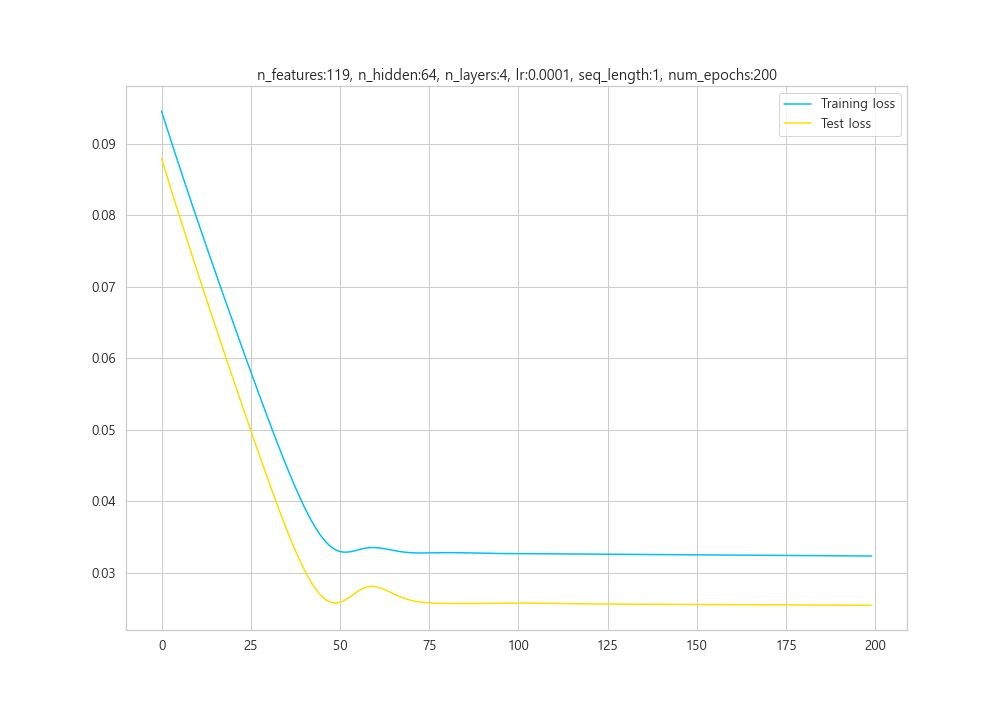 n_features:119, n_hidden:64, n_layers:4, lr:0.0001, seq_length:1, num_epochs:200
Training loss
Test loss
0.09
0.08
0.07
0.06
0.05
0.04
0.03
0 25 50 75 100 125 150 175 200